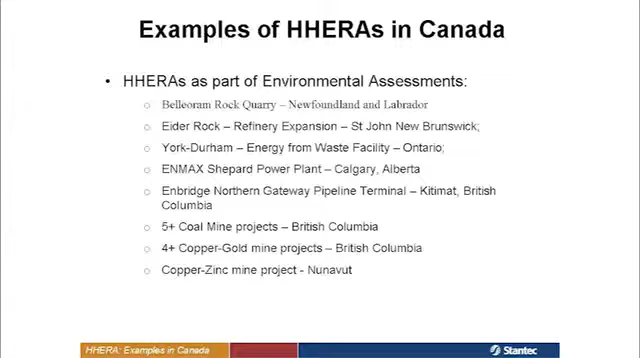 Examples of HHERAs in Canada
• HHERAs as part of Environmental Assessments:
○ Belleoram Rock Quarry – Newfoundland and Labrador
○ Eider Rock – Refinery Expansion – St John New Brunswick;
○ York-Durham – Energy from Waste Facility – Ontario;
○ ENMAX Shepard Power Plant – Calgary, Alberta
○ Enbridge Northern Gateway Pipeline Terminal – Kitimat, British
Columbia
○ 5+ Coal Mine projects – British Columbia
○ 4+ Copper-Gold mine projects – British Columbia
○ Copper-Zinc mine project - Nunavut
HHERA: Examples in Canada
Stantec